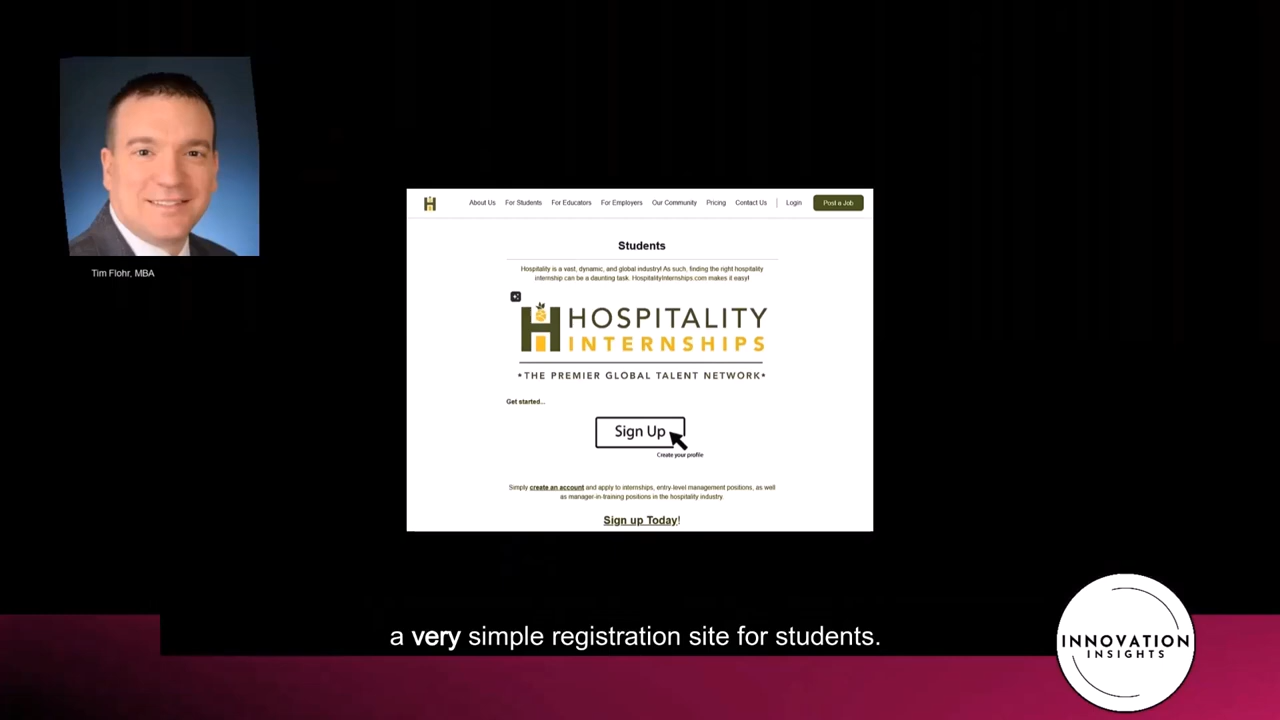 Tim Flohr, MBA
About Us For Students For Educators For Employers Our Community Pricing Contact Us Login Post a Job
Students
Hospitality is a vast, dynamic, and global industry! As such, finding the right hospitality
internship can be a daunting task. HospitalityInternships.com makes it easy!
H HOSPITALITY
INTERNSHIPS
*THE PREMIER GLOBAL TALENT NETWORK*
Get started...
Sign Up
Create your profile
Simply create an account and apply to internships, entry-level management positions, as well
as manager-in-training positions in the hospitality industry.
Sign up Today!
a very simple registration site for students.
INNOVATION
INSIGHTS